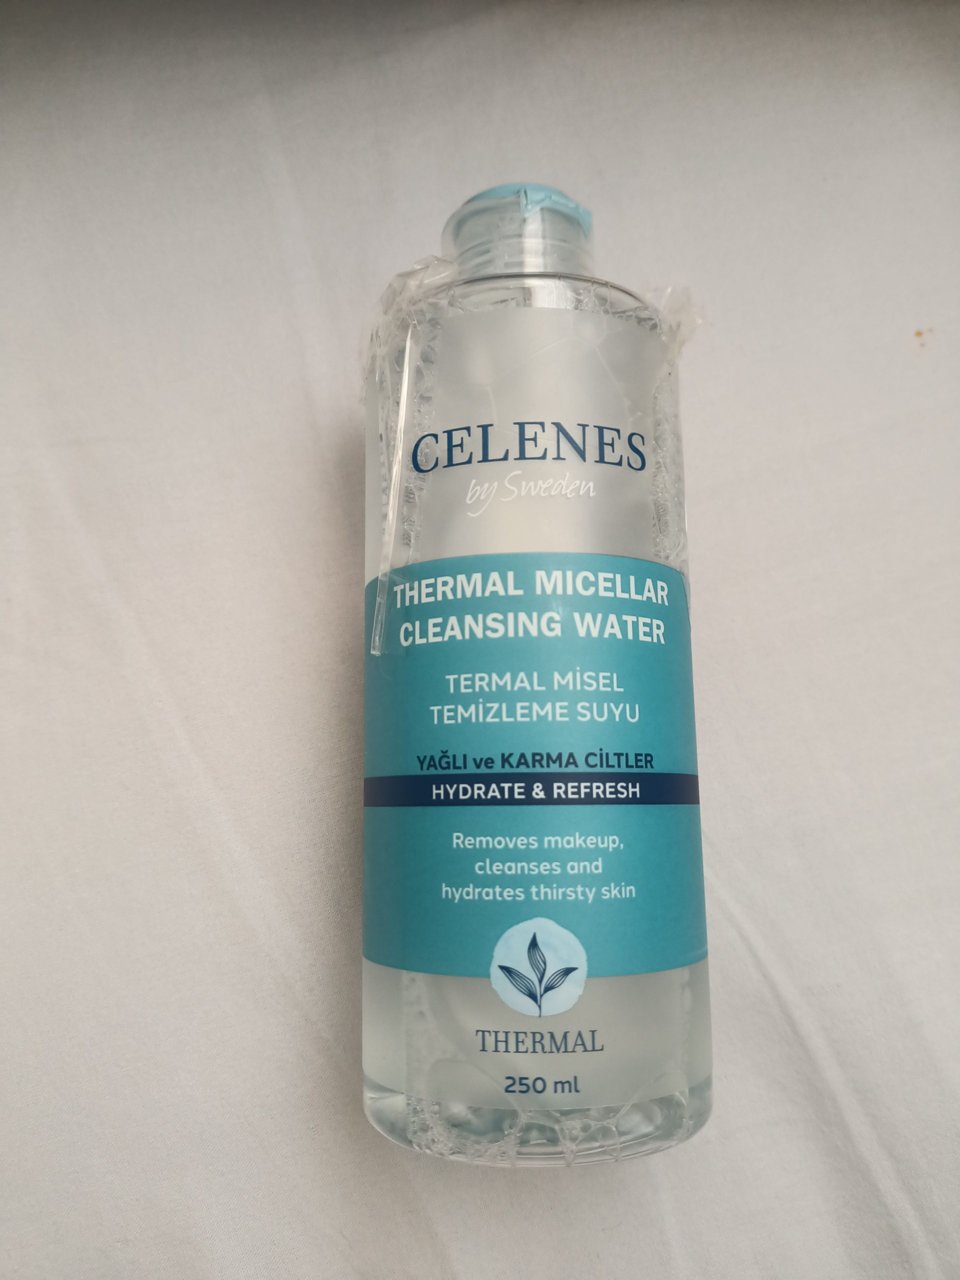 CELENES
by Sweden
THERMAL MICELLAR
CLEANSING WATER
TERMAL MİSEL
TEMİZLEME SUYU
YAĞLI ve KARMA CİLTLER
HYDRATE & REFRESH
Removes makeup,
cleanses and
hydrates thirsty skin
THERMAL
250 ml